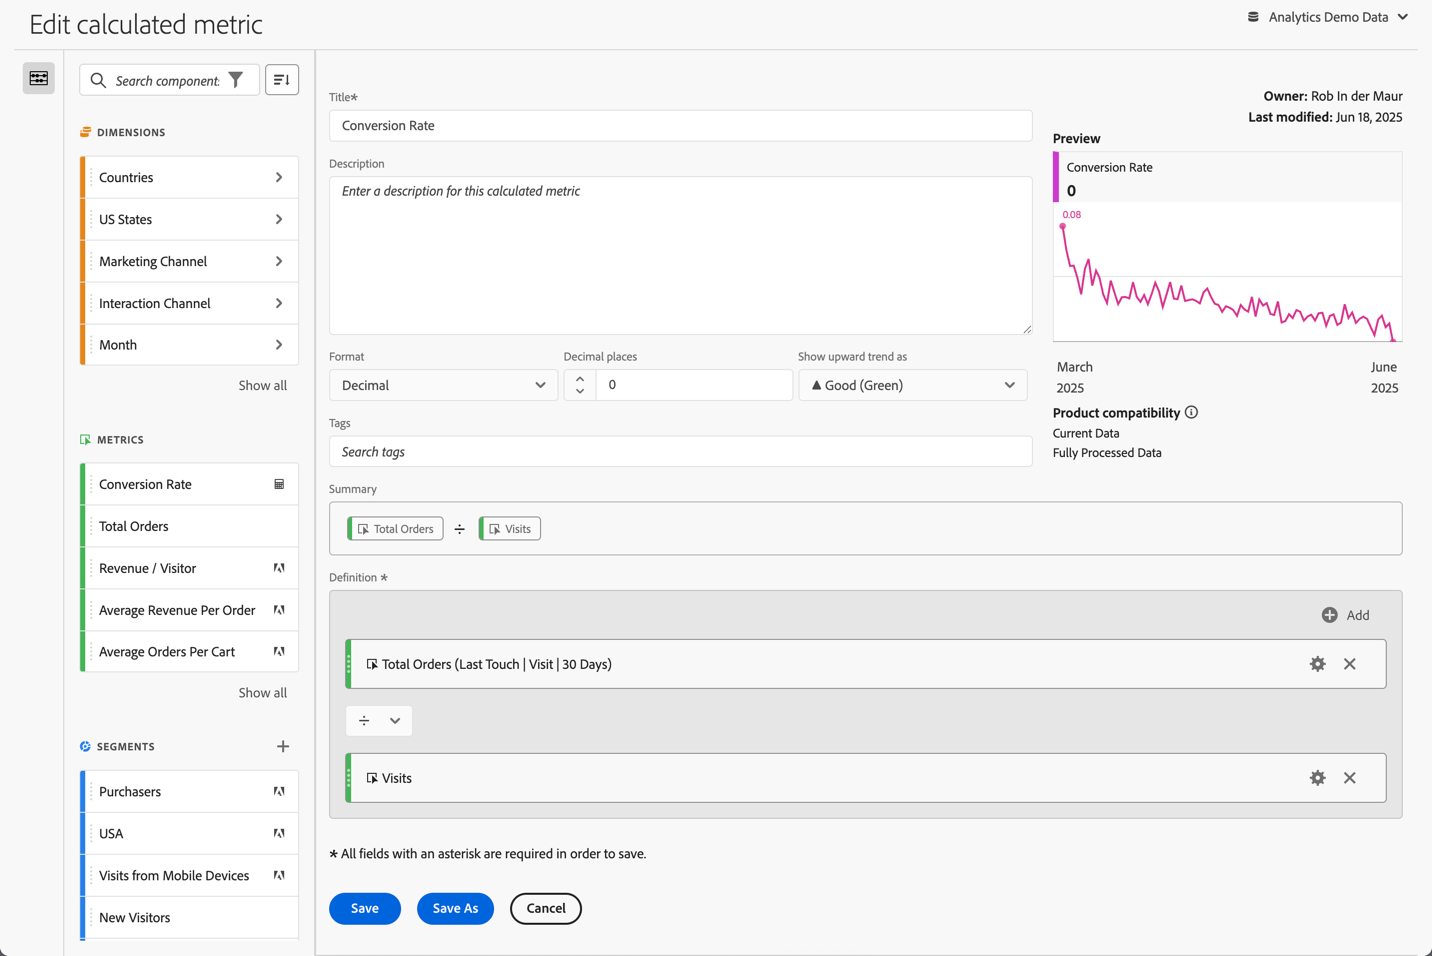 Edit calculated metric
Analytics Demo Data
Search component:
DIMENSIONS
Countries
US States
Marketing Channel
Interaction Channel
Month
Show all
METRICS
Conversion Rate
Total Orders
Revenue / Visitor
Average Revenue Per Order
Average Orders Per Cart
Show all
SEGMENTS
Purchasers
USA
Visits from Mobile Devices
New Visitors
Title*
Conversion Rate
Description
Enter a description for this calculated metric
Format
Decimal
Decimal places
0
Show upward trend as
▲ Good (Green)
Tags
Search tags
Owner: Rob In der Maur
Last modified: Jun 18, 2025
Preview
Conversion Rate
0
0.08
March
2025
June
2025
Product compatibility
Current Data
Fully Processed Data
Summary
Total Orders ÷ Visits
Definition *
Add
Total Orders (Last Touch | Visit | 30 Days)
÷
Visits
* All fields with an asterisk are required in order to save.
Save
Save As
Cancel